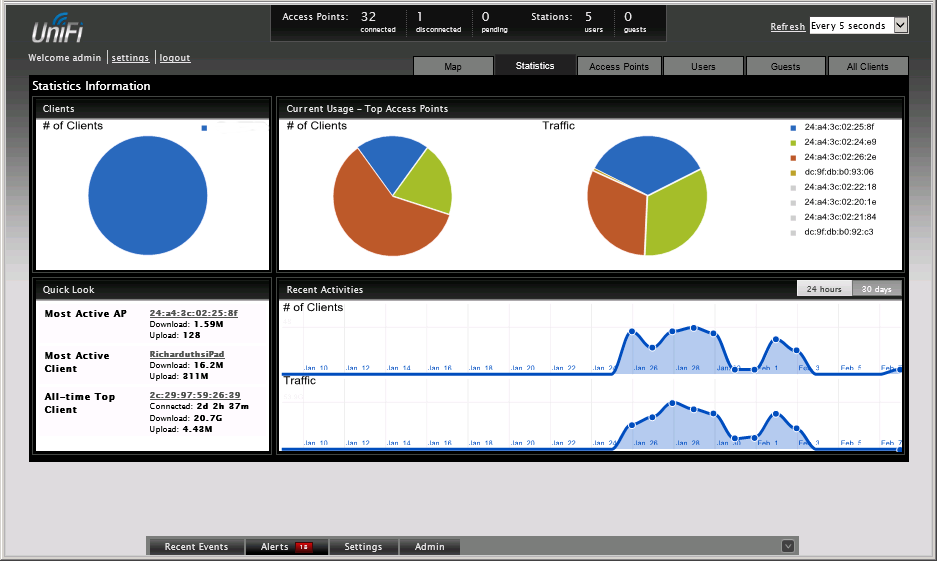 UniFi
Access Points: 32 1 0 Stations: 5 0
connected disconnected pending users guests
Refresh Every 5 seconds
Welcome admin settings logout
Map Statistics Access Points Users Guests All Clients
Statistics Information
Clients
# of Clients
Current Usage - Top Access Points
# of Clients
Traffic
24:a4:3c:02:25:8f
24:a4:3c:02:24:e9
24:a4:3c:02:26:2e
dc:9f:db:b0:93:06
24:a4:3c:02:22:18
24:a4:3c:02:20:1e
24:a4:3c:02:21:84
dc:9f:db:b0:92:c3
Quick Look
Most Active AP 24:a4:3c:02:25:8f
Download: 1.59M
Upload: 128
Most Active Client RicharduthsiPad
Download: 16.2M
Upload: 311M
All-time Top Client 2c:29:97:59:26:39
Connected: 2d 2h 37m
Download: 20.7G
Upload: 4.43M
Recent Activities 24 hours 30 days
# of Clients
Jan 10 Jan 12 Jan 14 Jan 16 Jan 18 Jan 20 Jan 22 Jan 24 Jan 26 Jan 28 Jan Feb 1 Feb 3 Feb 5 Feb
Traffic
Jan 10 Jan 12 Jan 14 Jan 16 Jan 18 Jan 20 Jan 22 Jan 24 Jan 26 Jan 28 Jan Feb 1 Feb 3 Feb 5 Feb 7
Recent Events Alerts 18 Settings Admin